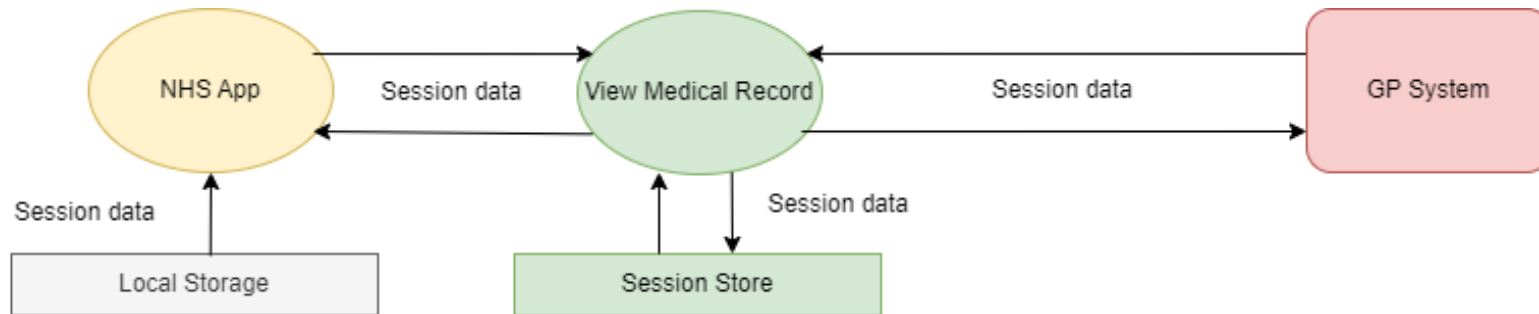 NHS App
Session data
View Medical Record
Session data
GP System
Session data
Session data
Local Storage
Session Store